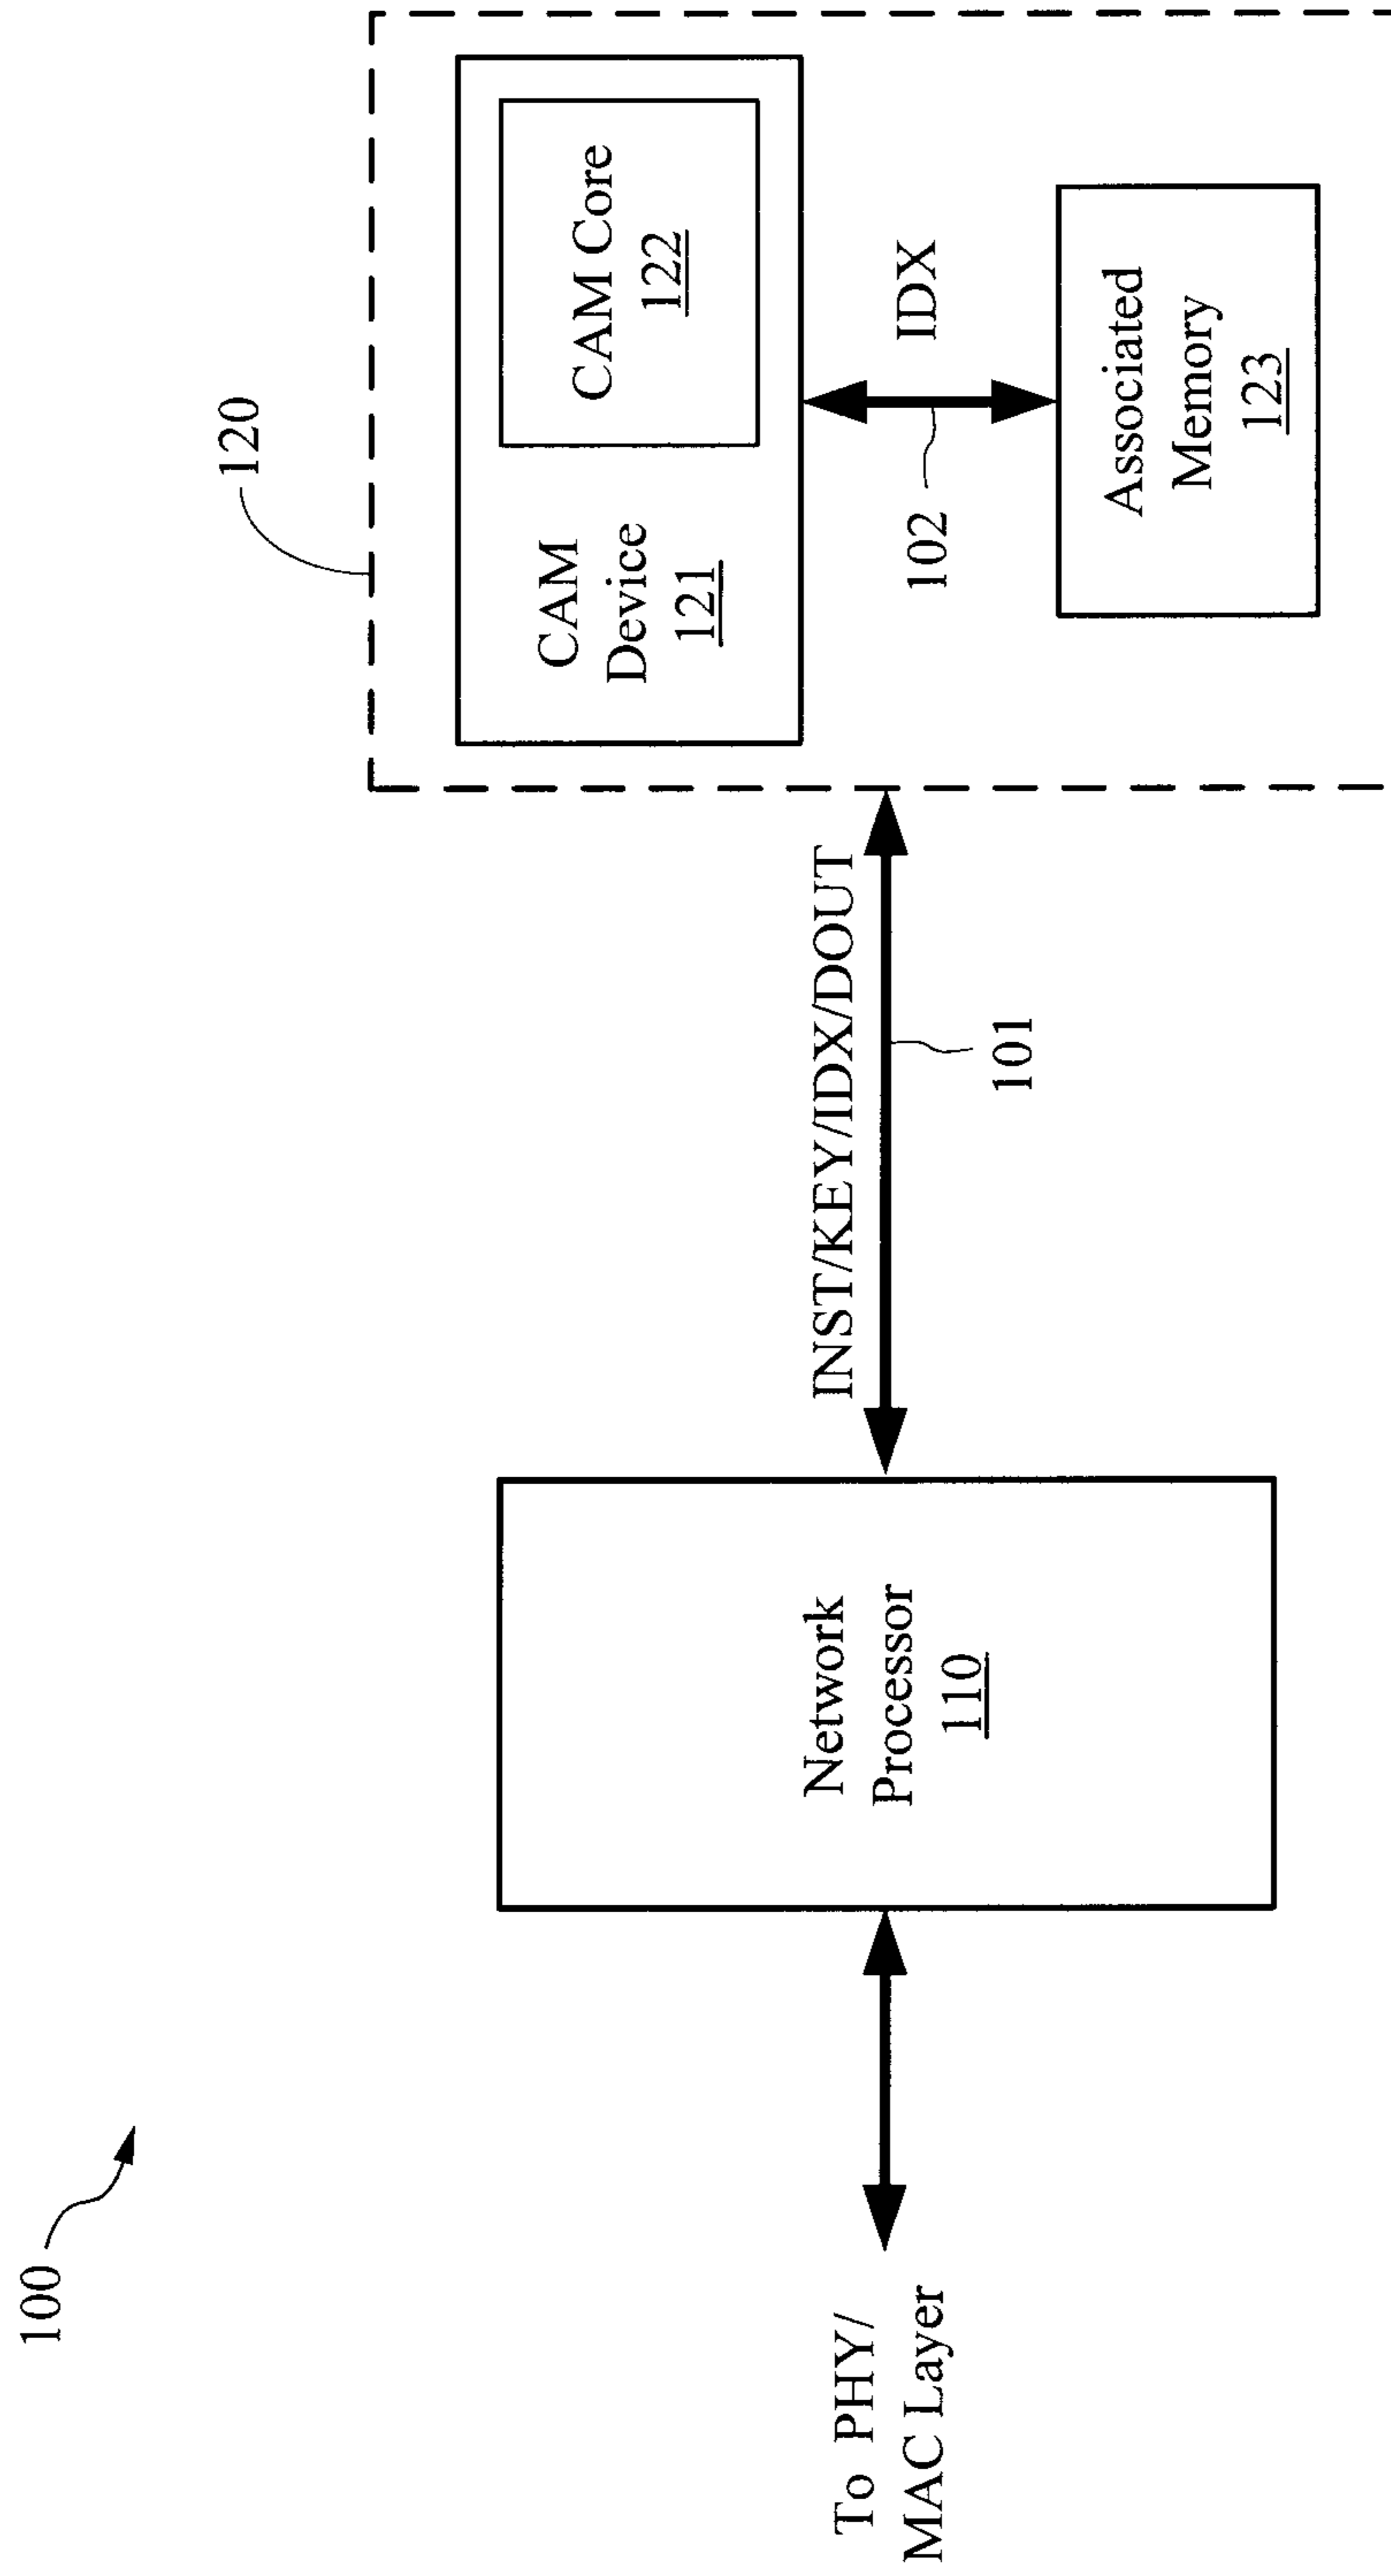 100
120
To PHY/
MAC Layer
Network
Processor
110
INST/KEY/IDX/DOUT
101
CAM
Device
121
CAM Core
122
102
IDX
Associated
Memory
123